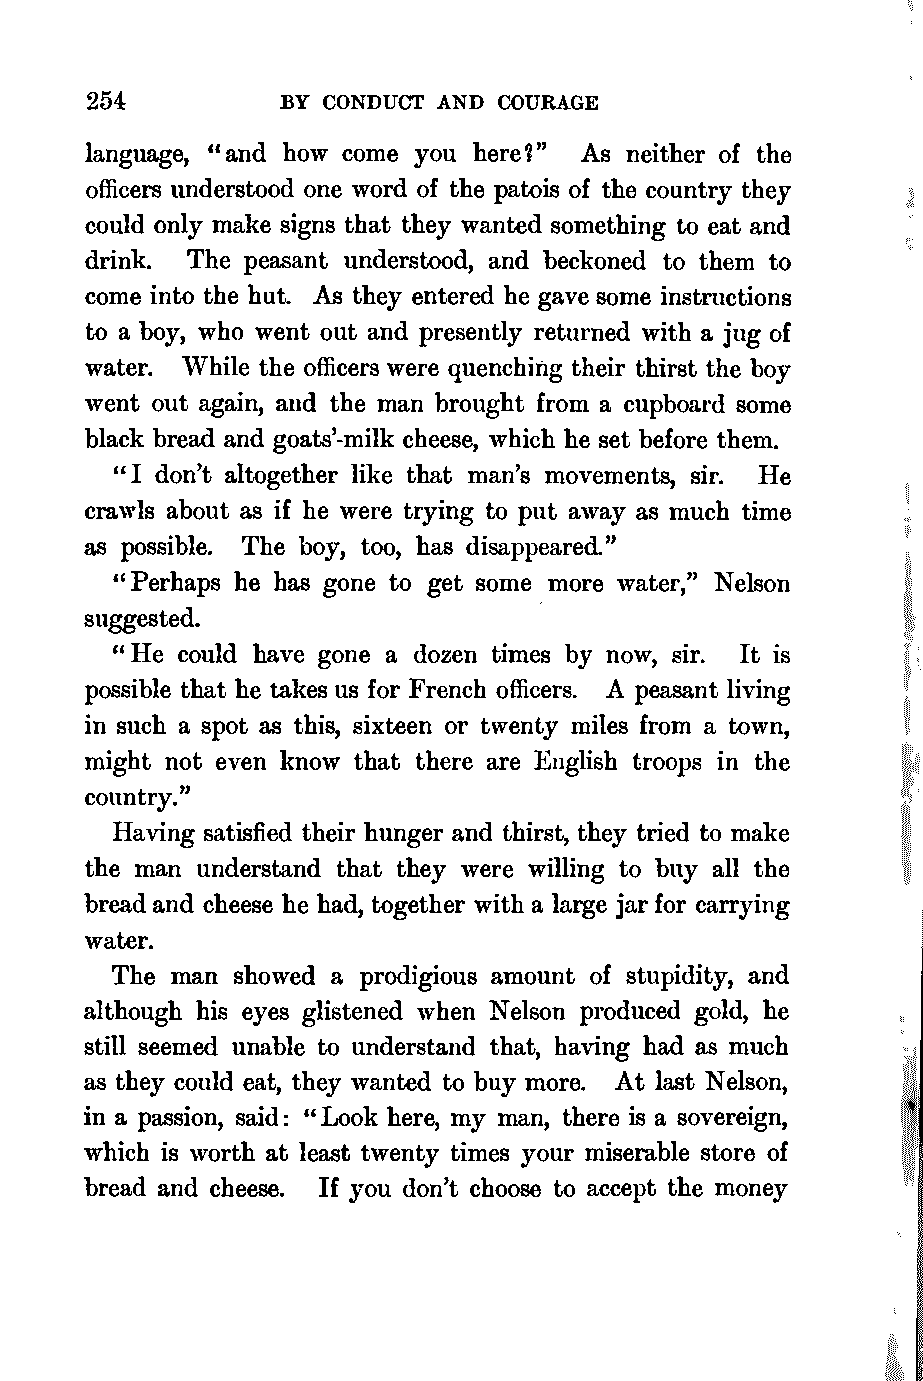 254 BY CONDUCT AND COURAGE
language, "and how come you here?" As neither of the
officers understood one word of the patois of the country they
could only make signs that they wanted something to eat and
drink. The peasant understood, and beckoned to them to
come into the hut. As they entered he gave some instructions
to a boy, who went out and presently returned with a jug of
water. While the officers were quenching their thirst the boy
went out again, and the man brought from a cupboard some
black bread and goats'-milk cheese, which he set before them.
"I don't altogether like that man's movements, sir. He
crawls about as if he were trying to put away as much time
as possible. The boy, too, has disappeared."
"Perhaps he has gone to get some more water," Nelson
suggested.
"He could have gone a dozen times by now, sir. It is
possible that he takes us for French officers. A peasant living
in such a spot as this, sixteen or twenty miles from a town,
might not even know that there are English troops in the
country."
Having satisfied their hunger and thirst, they tried to make
the man understand that they were willing to buy all the
bread and cheese he had, together with a large jar for carrying
water.
The man showed a prodigious amount of stupidity, and
although his eyes glistened when Nelson produced gold, he
still seemed unable to understand that, having had as much
as they could eat, they wanted to buy more. At last Nelson,
in a passion, said: "Look here, my man, there is a sovereign,
which is worth at least twenty times your miserable store of
bread and cheese. If you don't choose to accept the money